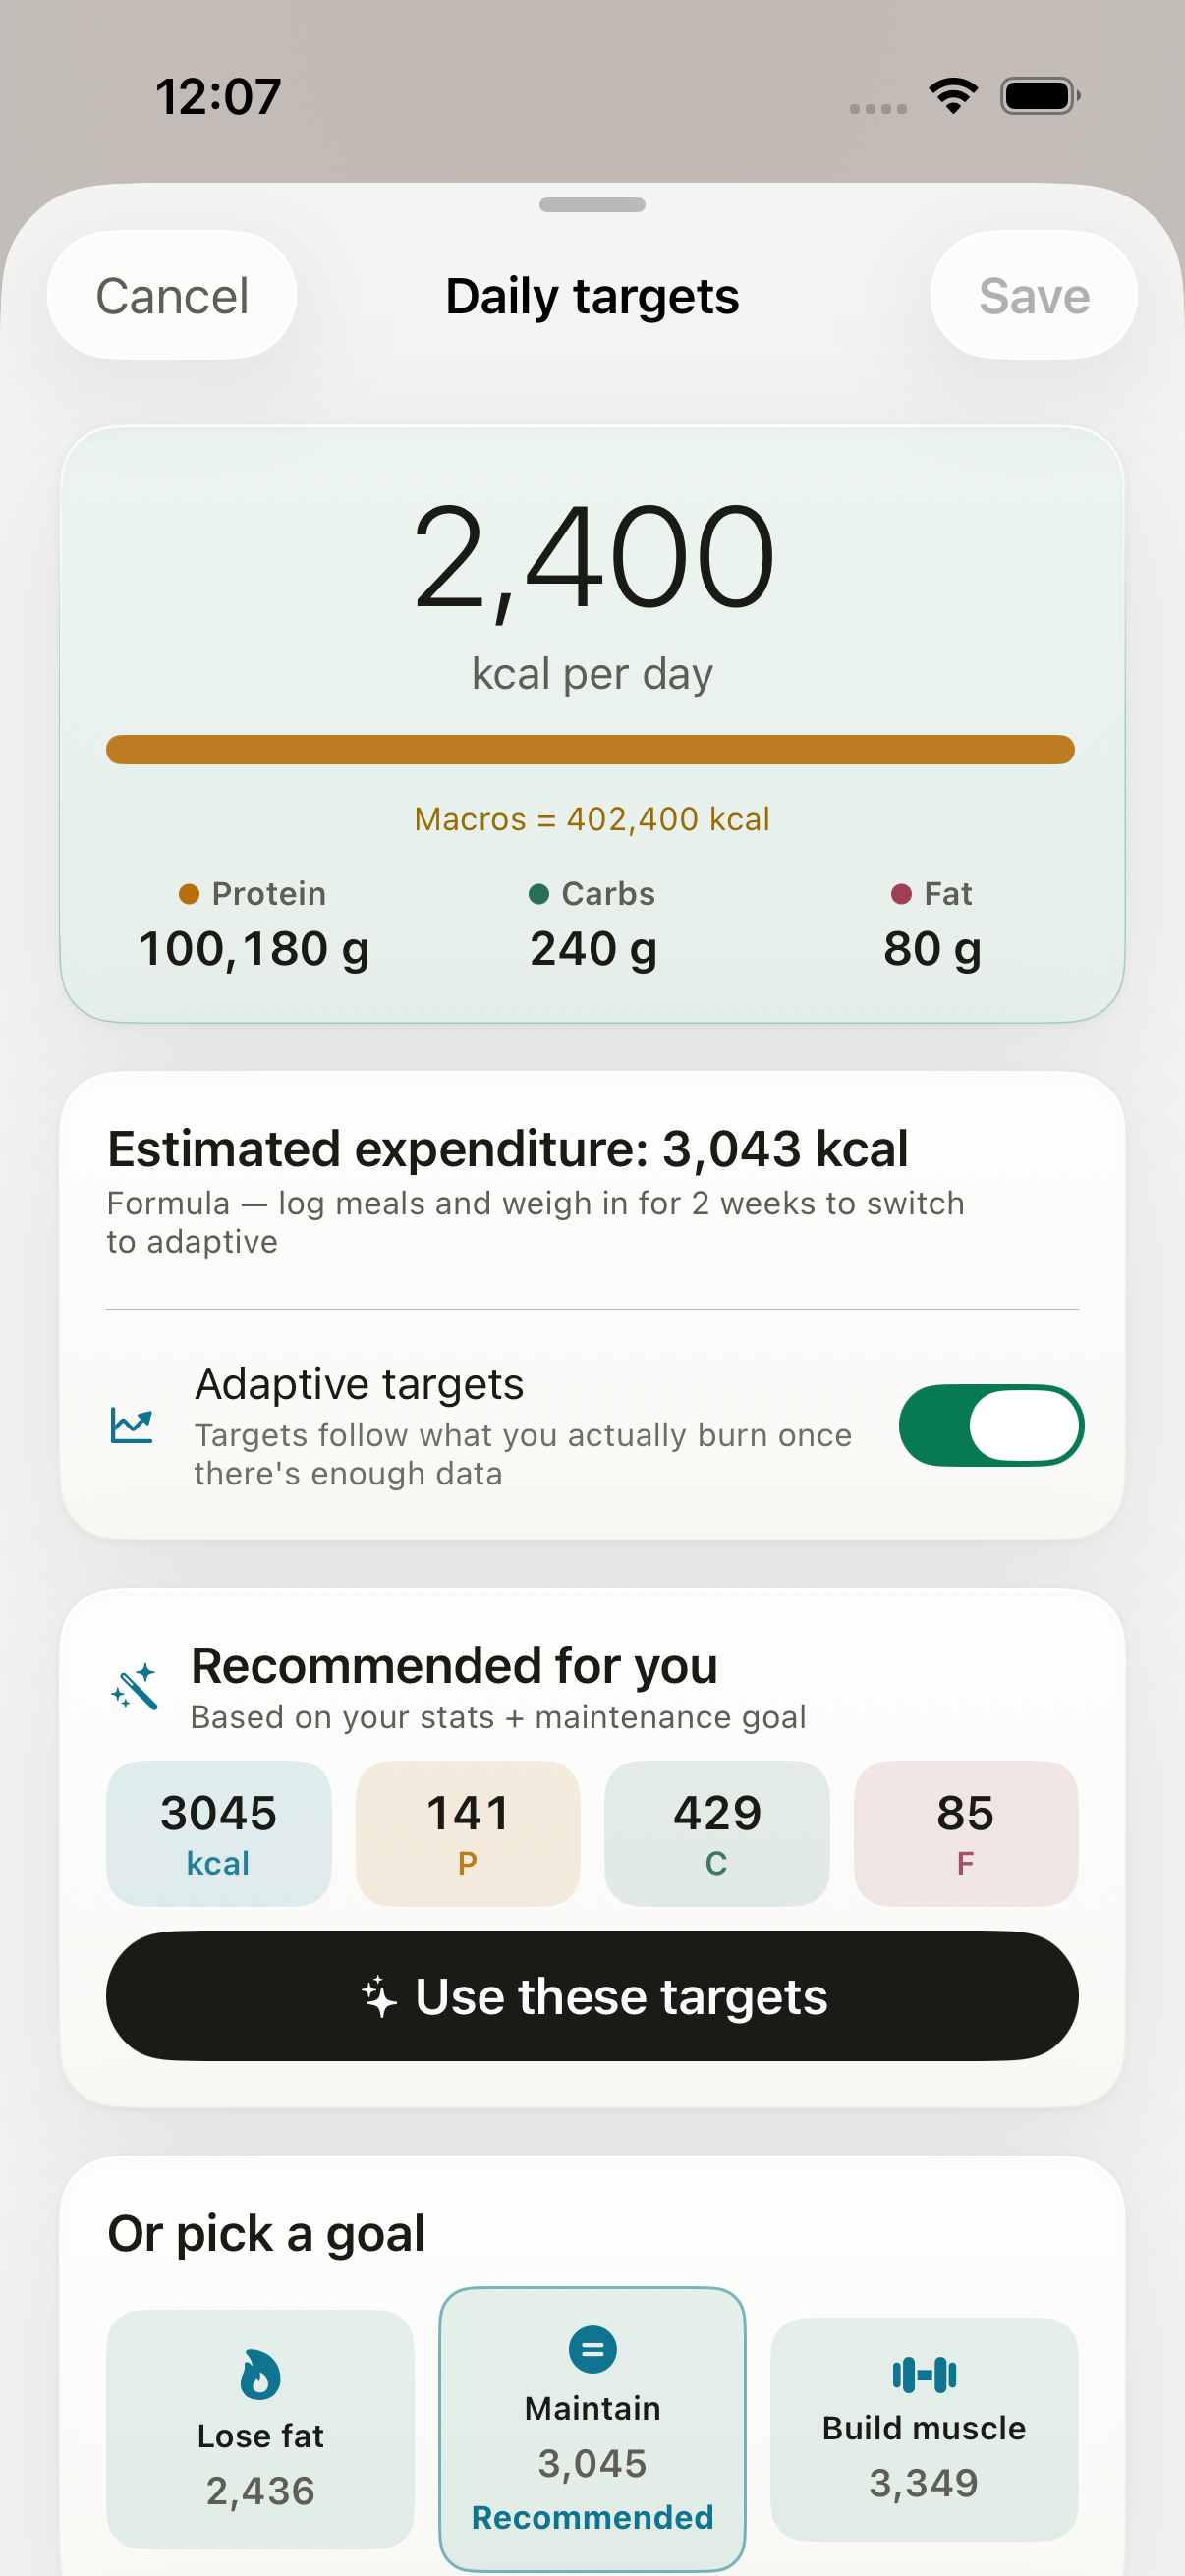 12:07
Cancel
Daily targets
Save
2,400
kcal per day
Macros = 402,400 kcal
Protein
Carbs
Fat
100,180 g
240 g
80 g
Estimated expenditure: 3,043 kcal
Formula — log meals and weigh in for 2 weeks to switch
to adaptive
Adaptive targets
Targets follow what you actually burn once
there's enough data
Recommended for you
Based on your stats + maintenance goal
3045
141
429
85
kcal
P
C
F
Use these targets
Or pick a goal
Lose fat
2,436
Maintain
3,045
Recommended
Build muscle
3,349